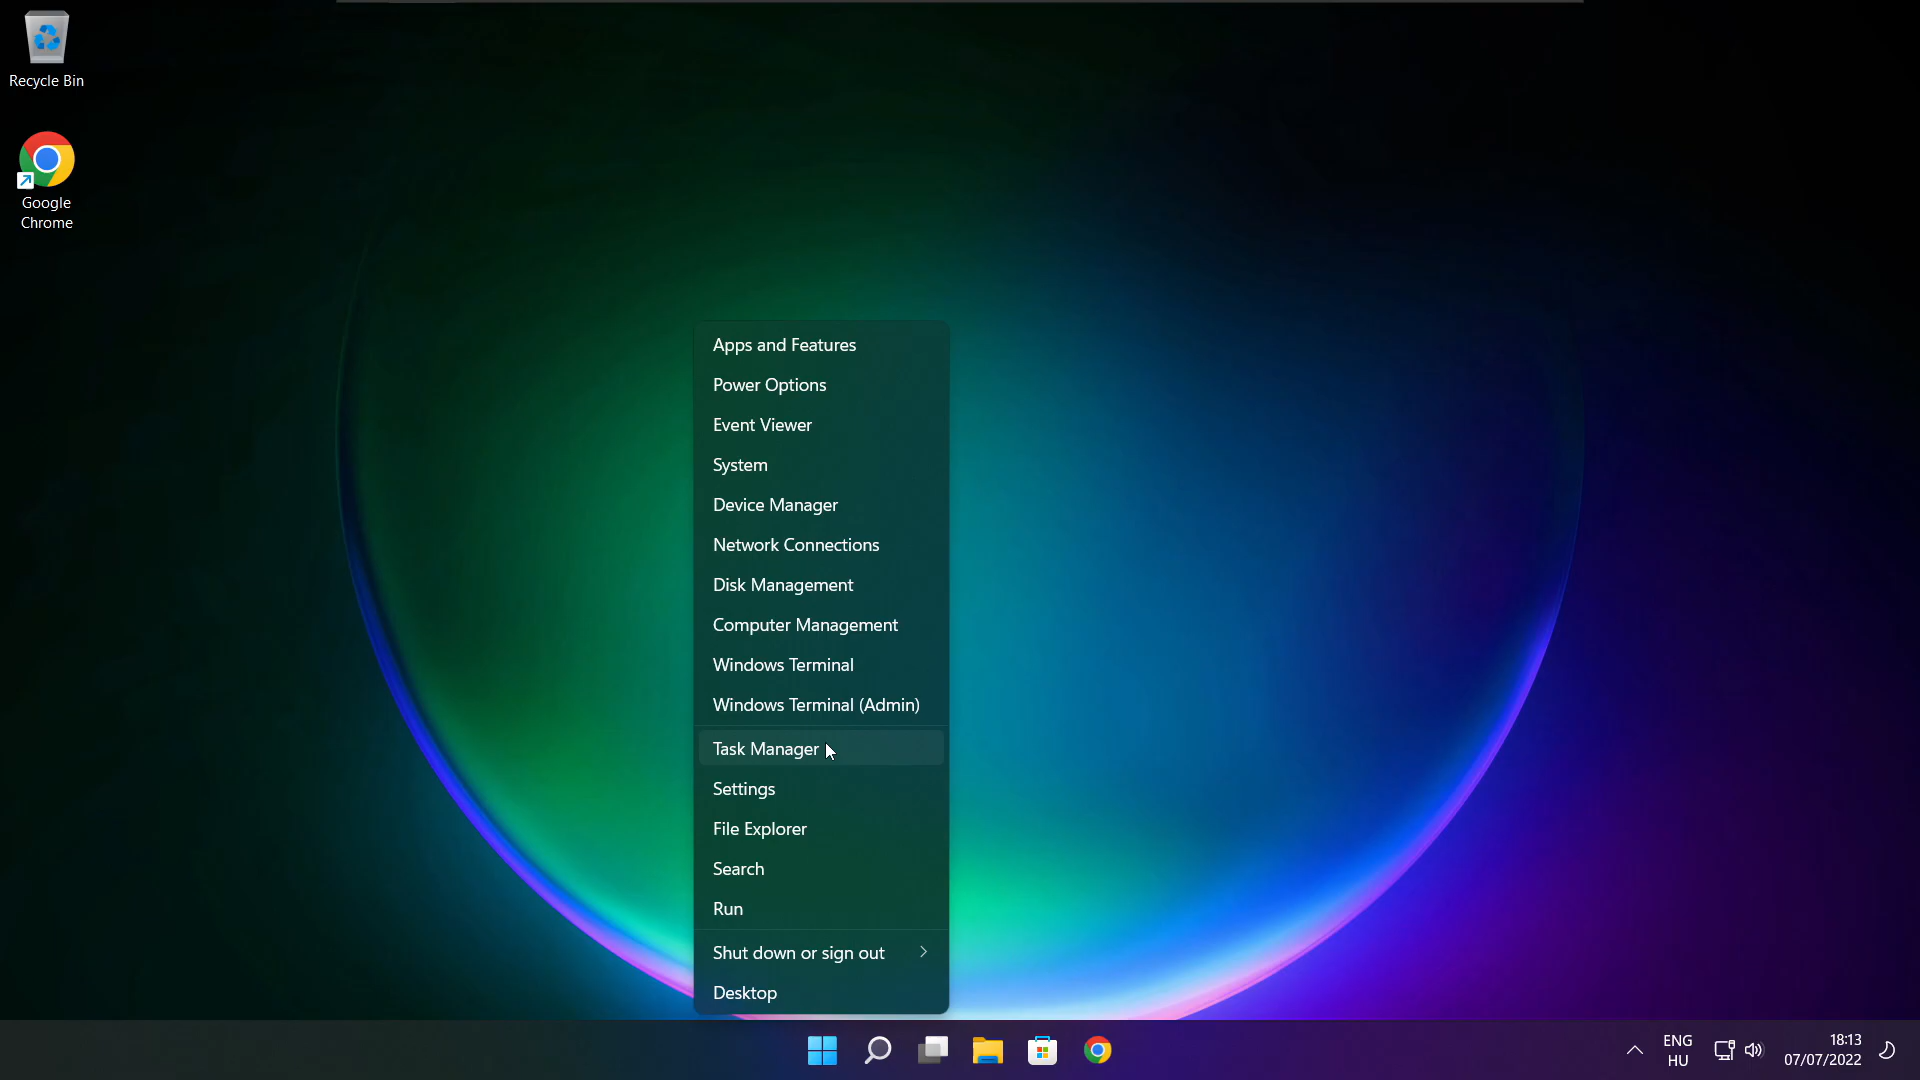 Recycle Bin
Google
Chrome
Apps and Features
Power Options
Event Viewer
System
Device Manager
Network Connections
Disk Management
Computer Management
Windows Terminal
Windows Terminal (Admin)
Task Manager
Settings
File Explorer
Search
Run
Shut down or sign out
Desktop
ENG
HU
18:13
07/07/2022